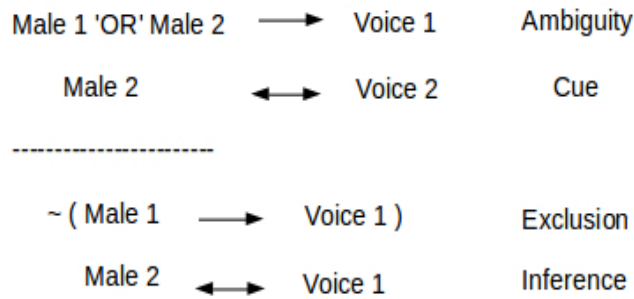 Male 1 'OR' Male 2 → Voice 1 Ambiguity
Male 2 ↔ Voice 2 Cue
------------------------
~ ( Male 1 → Voice 1 ) Exclusion
Male 2 ↔ Voice 1 Inference